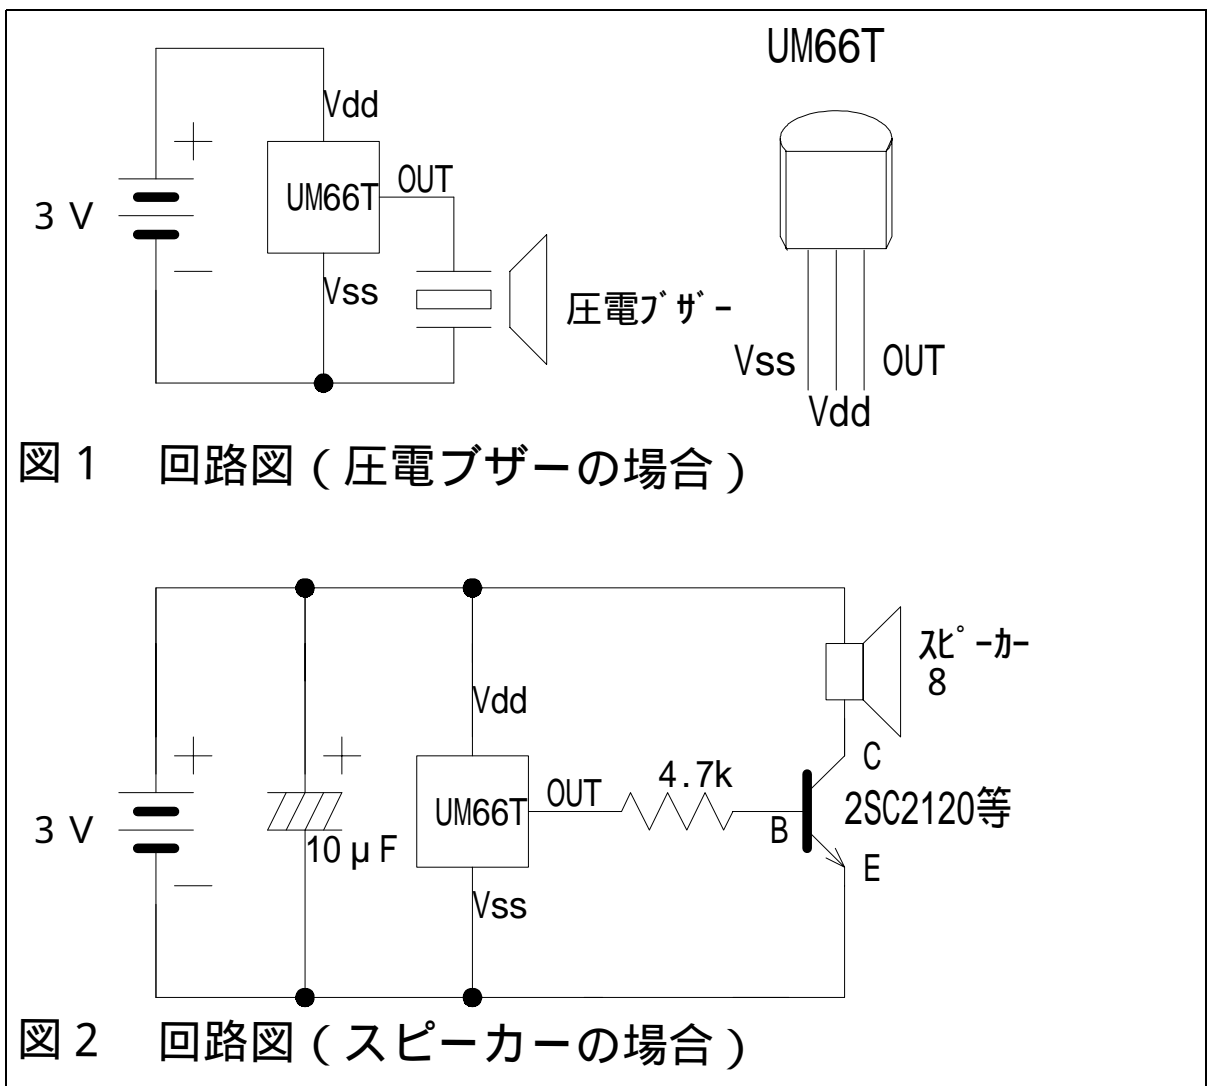 UM66T
Vdd
+
UM66T
OUT
3 V
−
Vss
圧電ブザー
Vss
OUT
Vdd
図1 回路図(圧電ブザーの場合)
スピーカー
8
Vdd
+
+
C
4.7k
OUT
UM66T
2SC2120等
3 V
B
10μF
E
−
Vss
図2 回路図(スピーカーの場合)